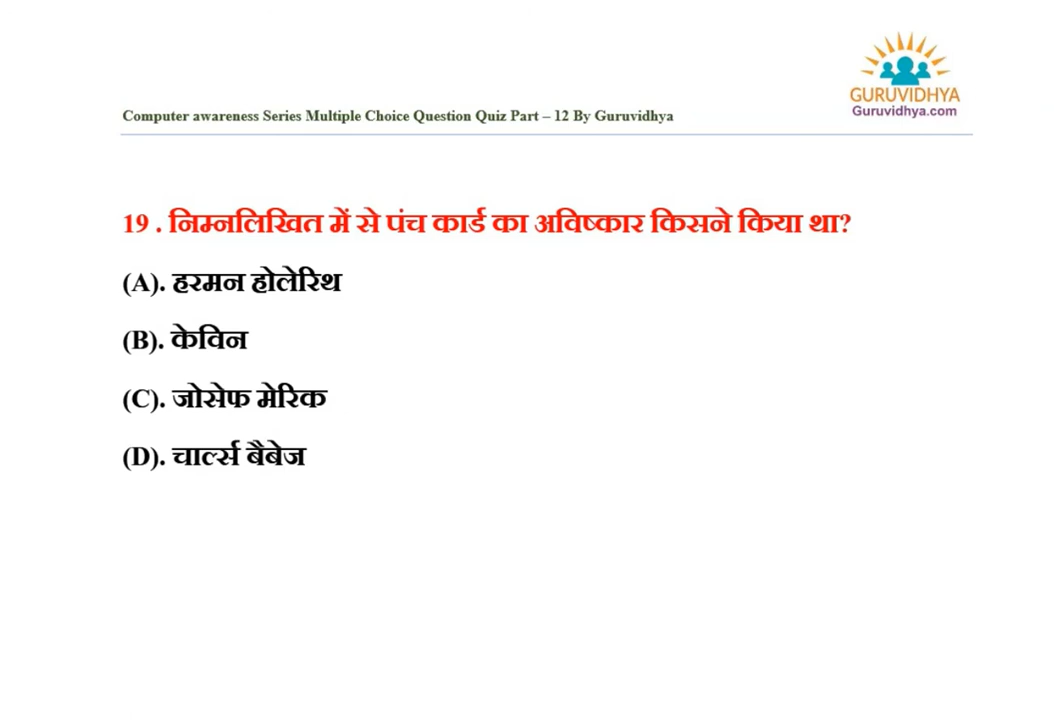 GURUVIDHYA
Guruvidhya.com
Computer awareness Series Multiple Choice Question Quiz Part – 12 By Guruvidhya
19 . निम्नलिखित में से पंच कार्ड का अविष्कार किसने किया था?
(A). हरमन होलेरिथ
(B). केविन
(C). जोसेफ मेरिक
(D). चार्ल्स बैबेज